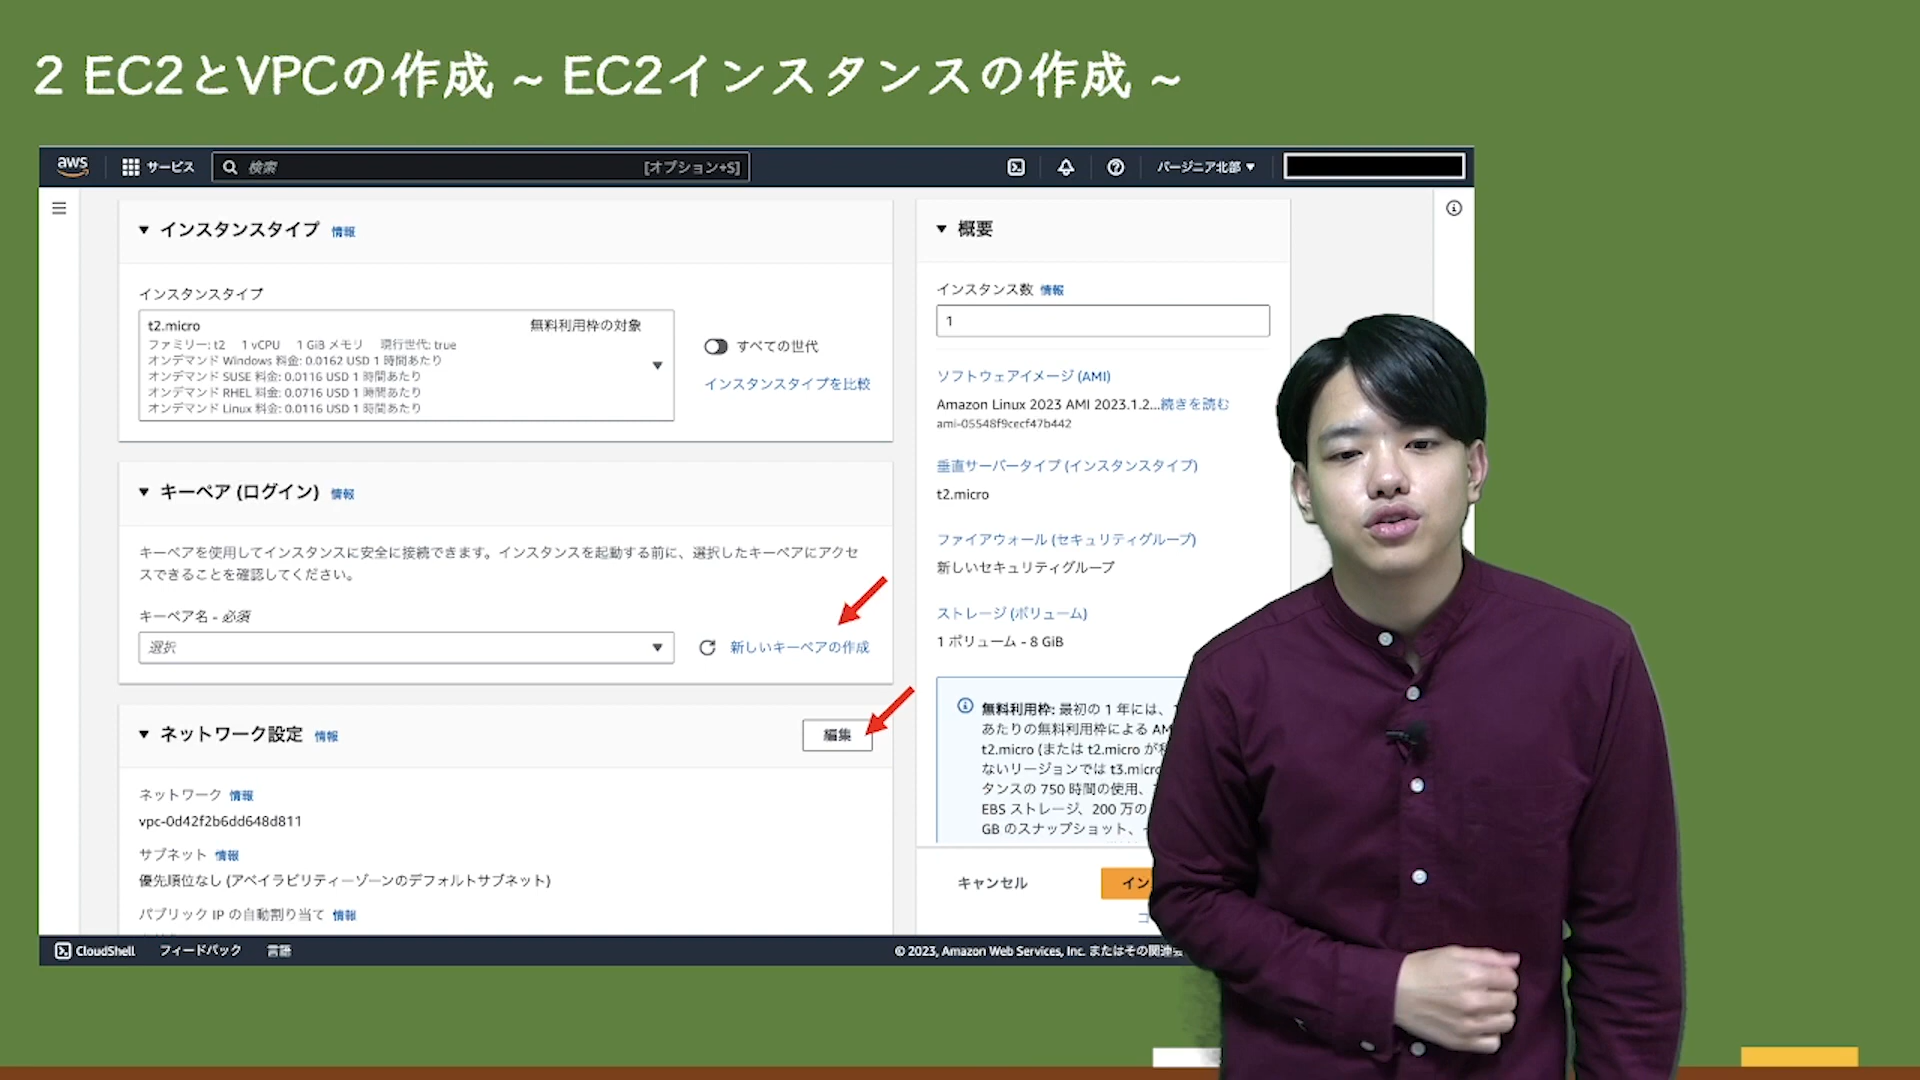 2 EC2とVPCの作成 ~ EC2インスタンスの作成 ~
aws サービス 検索 [オプション+S] バージニア北部
インスタンスタイプ 情報
インスタンスタイプ
t2.micro 無料利用枠の対象
ファミリー: t2 1 vCPU 1 GiB メモリ 現行世代: true
オンデマンド Windows 料金: 0.0162 USD 1 時間あたり
オンデマンド SUSE 料金: 0.0116 USD 1 時間あたり
オンデマンド RHEL 料金: 0.0716 USD 1 時間あたり
オンデマンド Linux 料金: 0.0116 USD 1 時間あたり
すべての世代
インスタンスタイプを比較
キーペア (ログイン) 情報
キーペアを使用してインスタンスに安全に接続できます。インスタンスを起動する前に、選択したキーペアにアクセ
スできることを確認してください。
キーペア名 - 必須
選択 新しいキーペアの作成
ネットワーク設定 情報 編集
ネットワーク 情報
vpc-0d42f2b6dd648d811
サブネット 情報
優先順位なし (アベイラビリティーゾーンのデフォルトサブネット)
パブリック IP の自動割り当て 情報
概要
インスタンス数 情報
1
ソフトウェアイメージ (AMI)
Amazon Linux 2023 AMI 2023.1.2...続きを読む
ami-05548f9cecf47b442
垂直サーバータイプ (インスタンスタイプ)
t2.micro
ファイアウォール (セキュリティグループ)
新しいセキュリティグループ
ストレージ (ボリューム)
1 ボリューム - 8 GiB
無料利用枠: 最初の 1 年には、
あたりの無料利用枠による AM
t2.micro (または t2.micro が
ないリージョンでは t3.micro
タンスの 750 時間の使用、
EBS ストレージ、200 万の
GB のスナップショット、
キャンセル イン
コ
CloudShell フィードバック 言語 © 2023, Amazon Web Services, Inc. またはその関連会